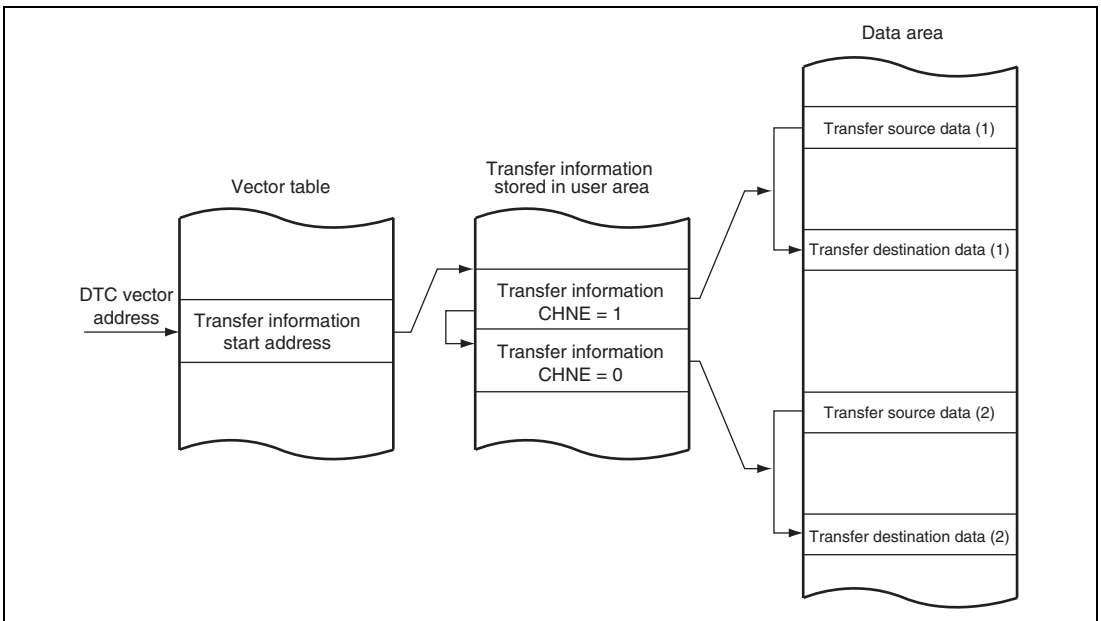 Data area
Transfer source data (1)
Transfer information
stored in user area
Vector table
Transfer destination data (1)
DTC vector
address
Transfer information
start address
Transfer information
CHNE = 1
Transfer information
CHNE = 0
Transfer source data (2)
Transfer destination data (2)